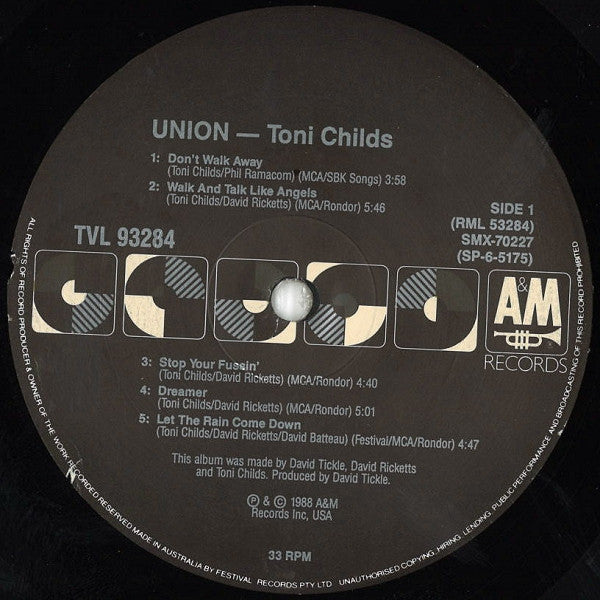 UNION — Toni Childs
1: Don't Walk Away
(Toni Childs/Phil Ramacom) (MCA/SBK Songs) 3:58
2: Walk And Talk Like Angels
(Toni Childs/David Ricketts) (MCA/Rondor) 5:46
TVL 93284
SIDE 1
(RML 53284)
SMX-70227
(SP-6-5175)
A&M
RECORDS
3: Stop Your Fussin'
(Toni Childs/David Ricketts) (MCA/Rondor) 4:40
4: Dreamer
(Toni Childs/David Ricketts) (MCA/Rondor) 5:01
5: Let The Rain Come Down
(Toni Childs/David Ricketts/David Batteau) (Festival/MCA/Rondor) 4:47
This album was made by David Tickle, David Ricketts
and Toni Childs. Produced by David Tickle.
℗ & © 1988 A&M
Records Inc, USA
33 RPM
ALL RIGHTS OF RECORD PRODUCER & OWNER OF THE WORK RECORDED RESERVED MADE IN AUSTRALIA BY FESTIVAL RECORDS PTY LTD UNAUTHORISED COPYING, HIRING, LENDING, PUBLIC PERFORMANCE AND BROADCASTING OF THIS RECORD PROHIBITED